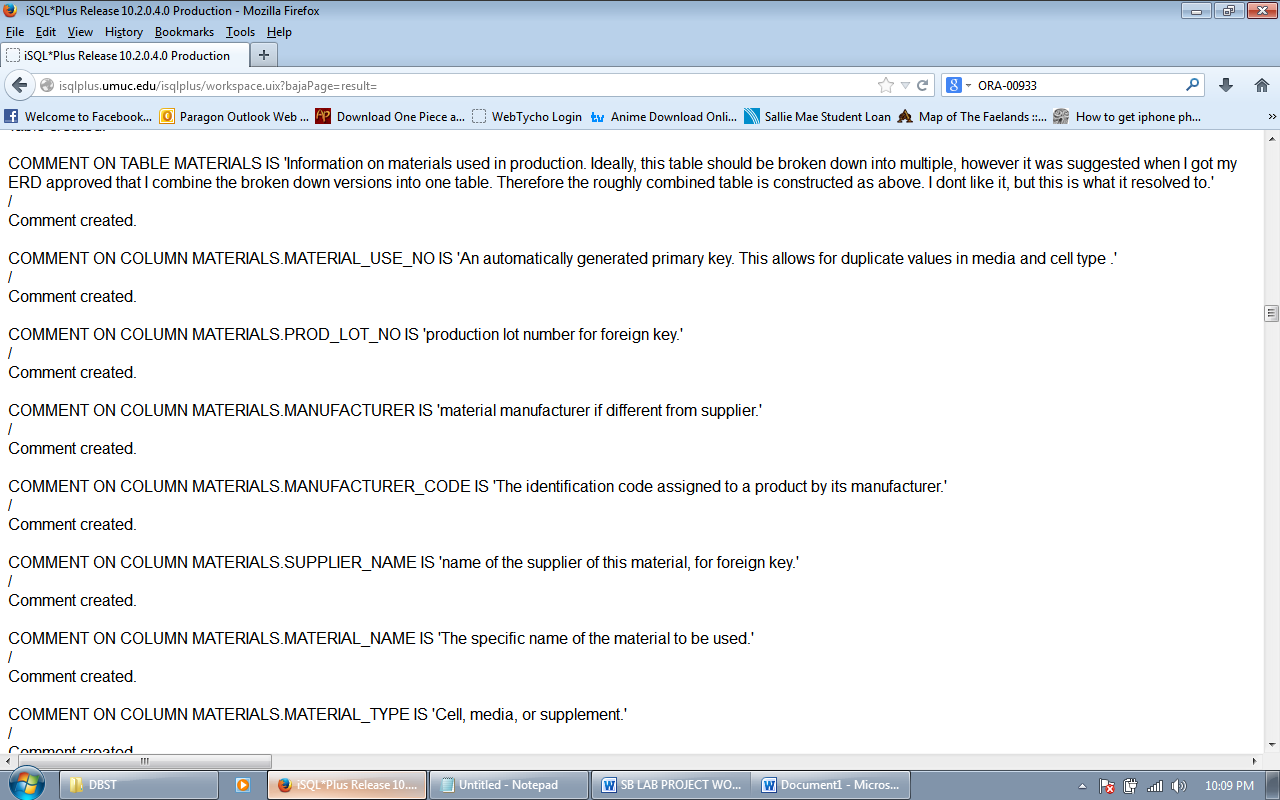 iSQL*Plus Release 10.2.0.4.0 Production - Mozilla Firefox
File Edit View History Bookmarks Tools Help
iSQL*Plus Release 10.2.0.4.0 Production
isqlplus.umuc.edu/isqlplus/workspace.uix?bajaPage=result= ORA-00933
Welcome to Facebook... Paragon Outlook Web ... Download One Piece a... WebTycho Login Anime Download Onli... Sallie Mae Student Loan Map of The Faelands ::... How to get iphone ph... »
Table created.
COMMENT ON TABLE MATERIALS IS 'Information on materials used in production. Ideally, this table should be broken down into multiple, however it was suggested when I got my
ERD approved that I combine the broken down versions into one table. Therefore the roughly combined table is constructed as above. I dont like it, but this is what it resolved to.'
/
Comment created.
COMMENT ON COLUMN MATERIALS.MATERIAL_USE_NO IS 'An automatically generated primary key. This allows for duplicate values in media and cell type .'
/
Comment created.
COMMENT ON COLUMN MATERIALS.PROD_LOT_NO IS 'production lot number for foreign key.'
/
Comment created.
COMMENT ON COLUMN MATERIALS.MANUFACTURER IS 'material manufacturer if different from supplier.'
/
Comment created.
COMMENT ON COLUMN MATERIALS.MANUFACTURER_CODE IS 'The identification code assigned to a product by its manufacturer.'
/
Comment created.
COMMENT ON COLUMN MATERIALS.SUPPLIER_NAME IS 'name of the supplier of this material, for foreign key.'
/
Comment created.
COMMENT ON COLUMN MATERIALS.MATERIAL_NAME IS 'The specific name of the material to be used.'
/
Comment created.
COMMENT ON COLUMN MATERIALS.MATERIAL_TYPE IS 'Cell, media, or supplement.'
/
Comment created.
DBST iSQL*Plus Release 10.... Untitled - Notepad SB LAB PROJECT WO... Document1 - Micros... 10:09 PM